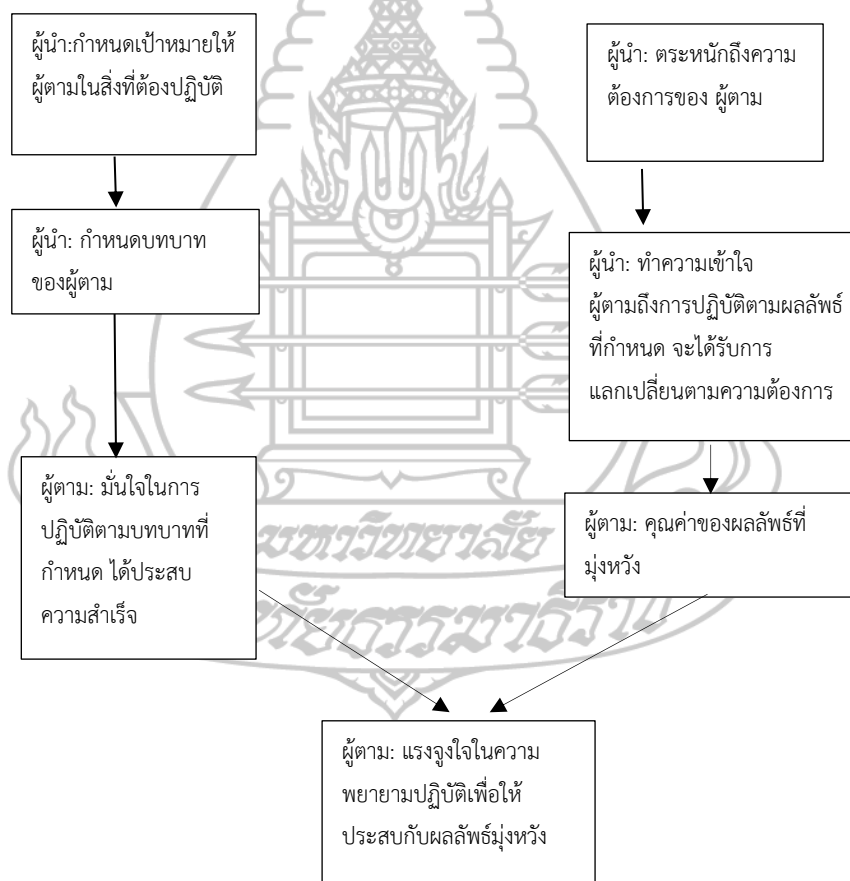 ผู้นำ:กำหนดเป้าหมายให้
ผู้ตามในสิ่งที่ต้องปฏิบัติ
ผู้นำ: ตระหนักถึงความ
ต้องการของ ผู้ตาม
ผู้นำ: กำหนดบทบาท
ของผู้ตาม
ผู้นำ: ทำความเข้าใจ
ผู้ตามถึงการปฏิบัติตามผลลัพธ์
ที่กำหนด จะได้รับการ
แลกเปลี่ยนตามความต้องการ
ผู้ตาม: มั่นใจในการ
ปฏิบัติตามบทบาทที่
กำหนด ได้ประสบ
ความสำเร็จ
ผู้ตาม: คุณค่าของผลลัพธ์ที่
มุ่งหวัง
มหาวิทยาลัย
ผู้ตาม: แรงจูงใจในความ
พยายามปฏิบัติเพื่อให้
ประสบกับผลลัพธ์มุ่งหวัง